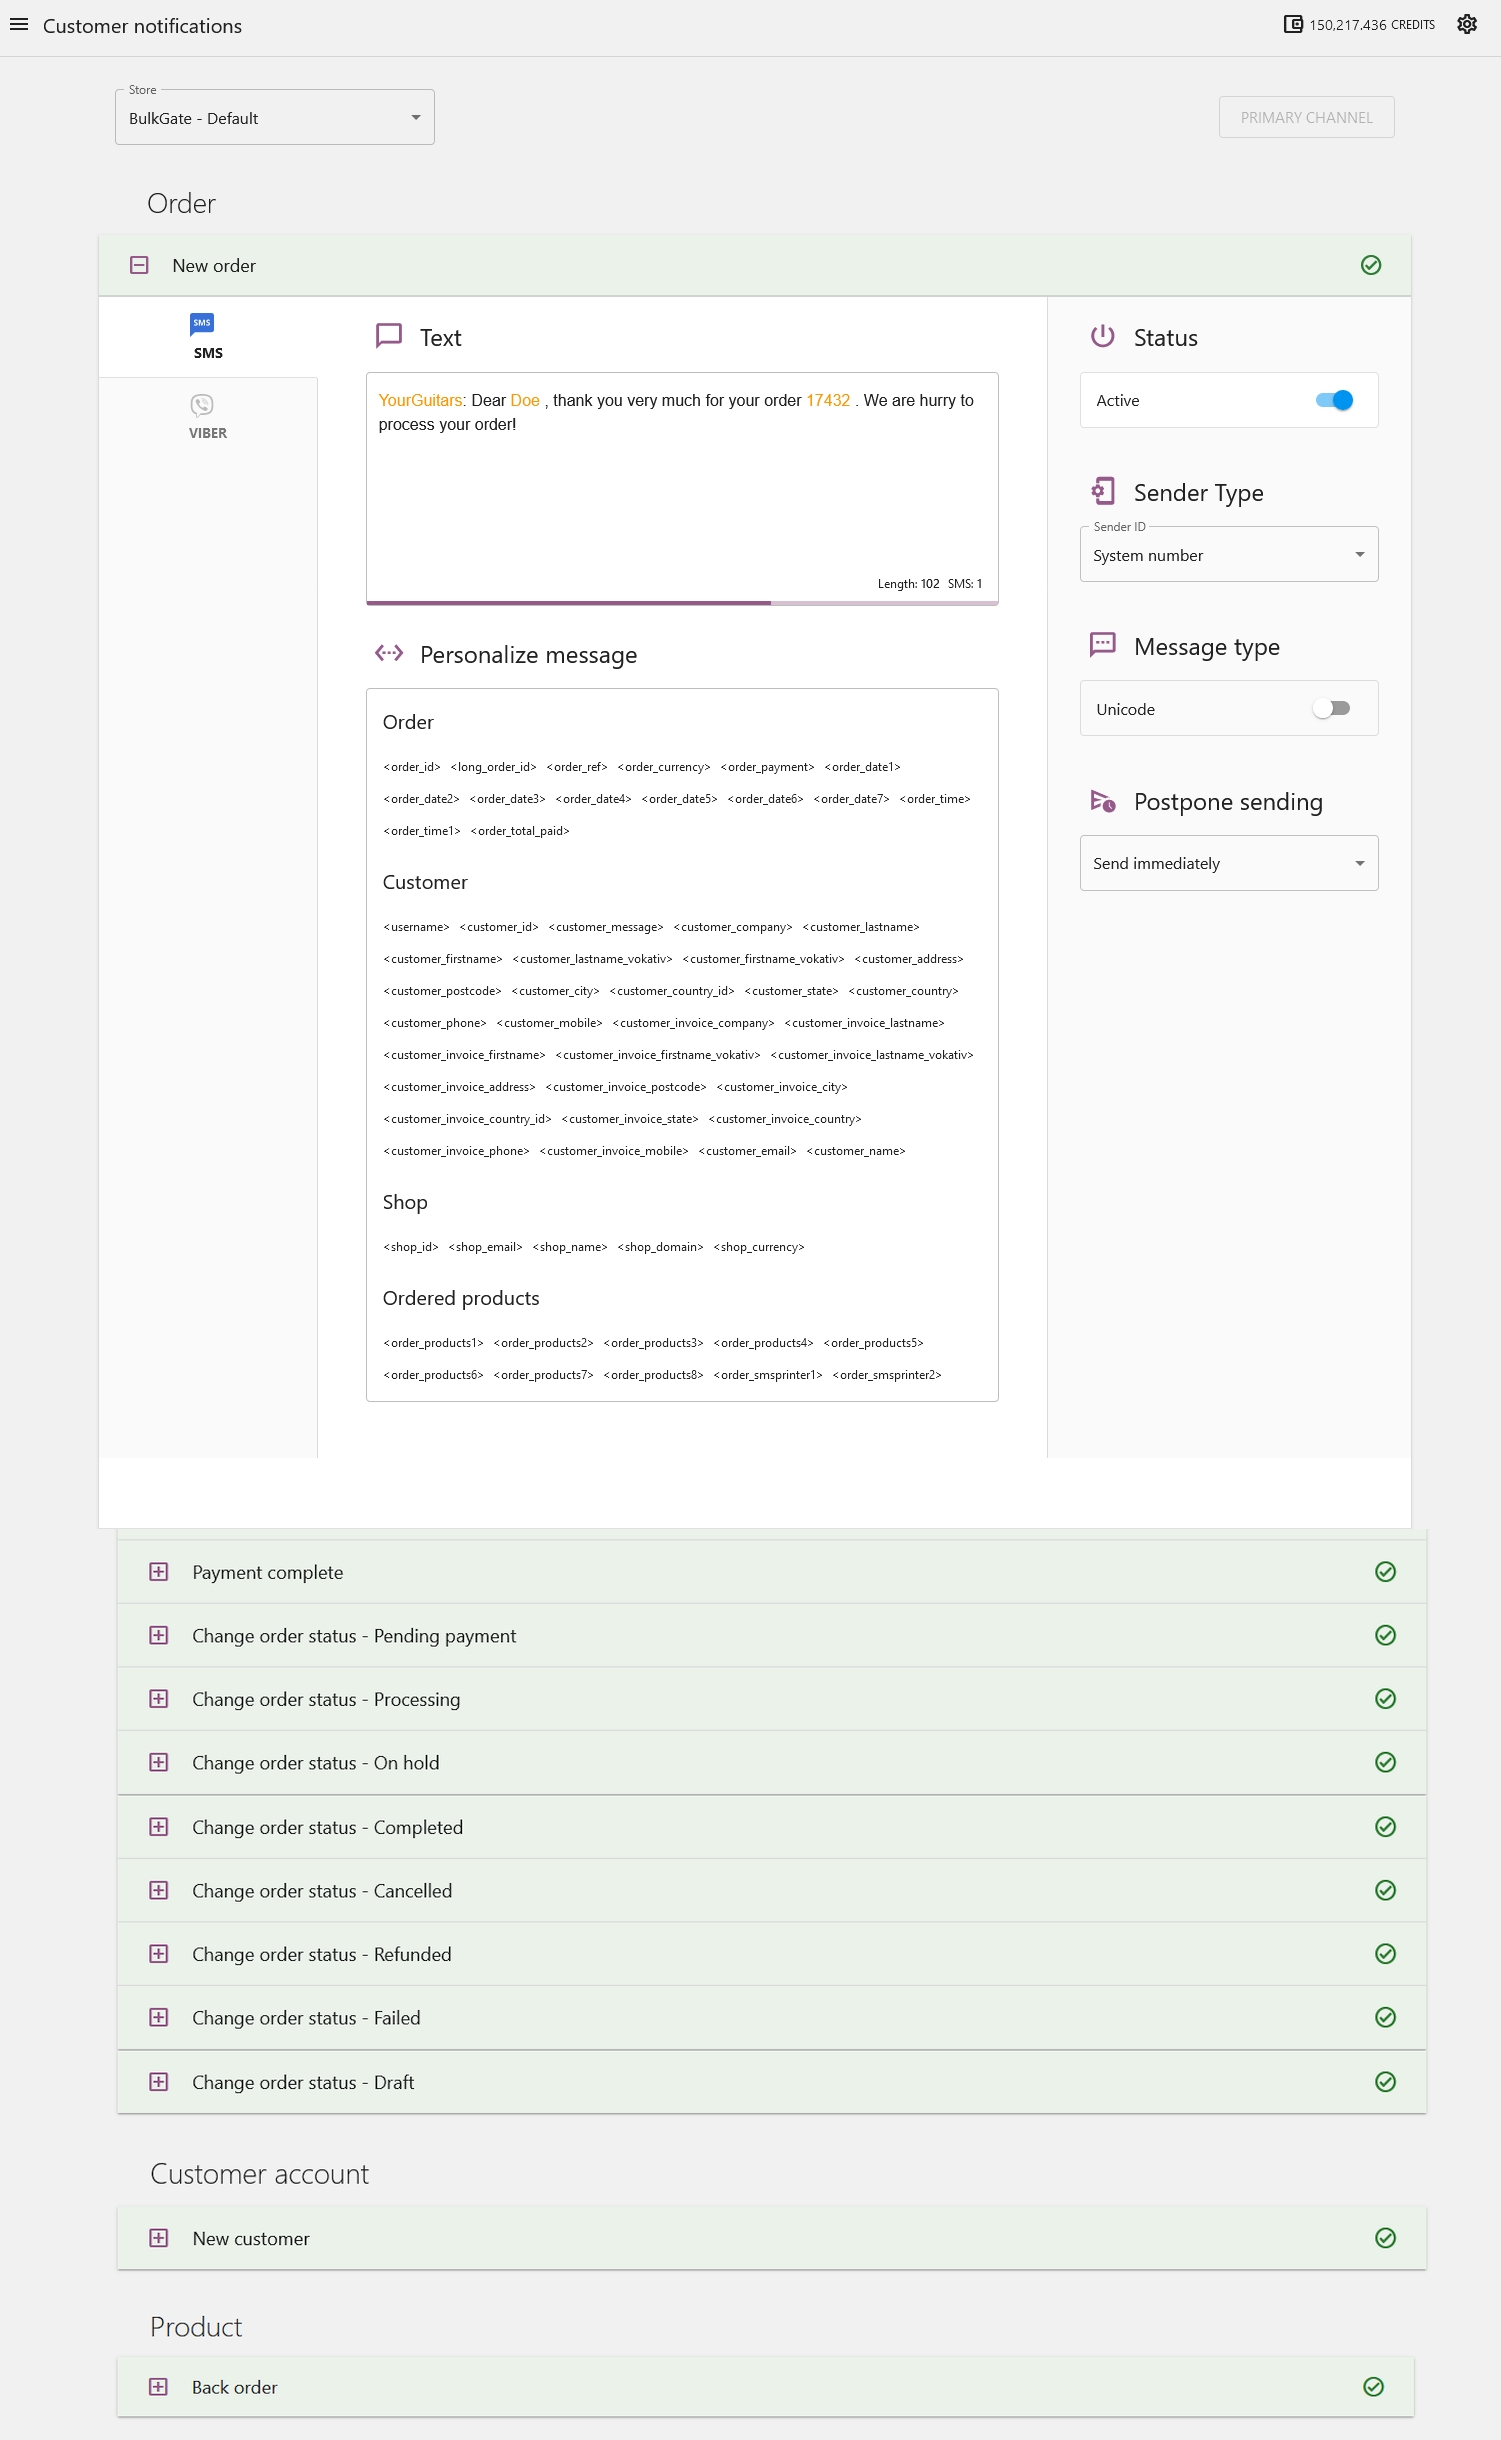 Customer notifications
150,217.436 CREDITS
Store
BulkGate - Default
PRIMARY CHANNEL
Order
New order
SMS
SMS
VIBER
Text
YourGuitars: Dear Doe , thank you very much for your order 17432 . We are hurry to
process your order!
Length: 102 SMS: 1
Personalize message
Order
<order_id> <long_order_id> <order_ref> <order_currency> <order_payment> <order_date1>
<order_date2> <order_date3> <order_date4> <order_date5> <order_date6> <order_date7> <order_time>
<order_time1> <order_total_paid>
Customer
<username> <customer_id> <customer_message> <customer_company> <customer_lastname>
<customer_firstname> <customer_lastname_vokativ> <customer_firstname_vokativ> <customer_address>
<customer_postcode> <customer_city> <customer_country_id> <customer_state> <customer_country>
<customer_phone> <customer_mobile> <customer_invoice_company> <customer_invoice_lastname>
<customer_invoice_firstname> <customer_invoice_firstname_vokativ> <customer_invoice_lastname_vokativ>
<customer_invoice_address> <customer_invoice_postcode> <customer_invoice_city>
<customer_invoice_country_id> <customer_invoice_state> <customer_invoice_country>
<customer_invoice_phone> <customer_invoice_mobile> <customer_email> <customer_name>
Shop
<shop_id> <shop_email> <shop_name> <shop_domain> <shop_currency>
Ordered products
<order_products1> <order_products2> <order_products3> <order_products4> <order_products5>
<order_products6> <order_products7> <order_products8> <order_smsprinter1> <order_smsprinter2>
Status
Active
Sender Type
Sender ID
System number
Message type
Unicode
Postpone sending
Send immediately
Payment complete
Change order status - Pending payment
Change order status - Processing
Change order status - On hold
Change order status - Completed
Change order status - Cancelled
Change order status - Refunded
Change order status - Failed
Change order status - Draft
Customer account
New customer
Product
Back order